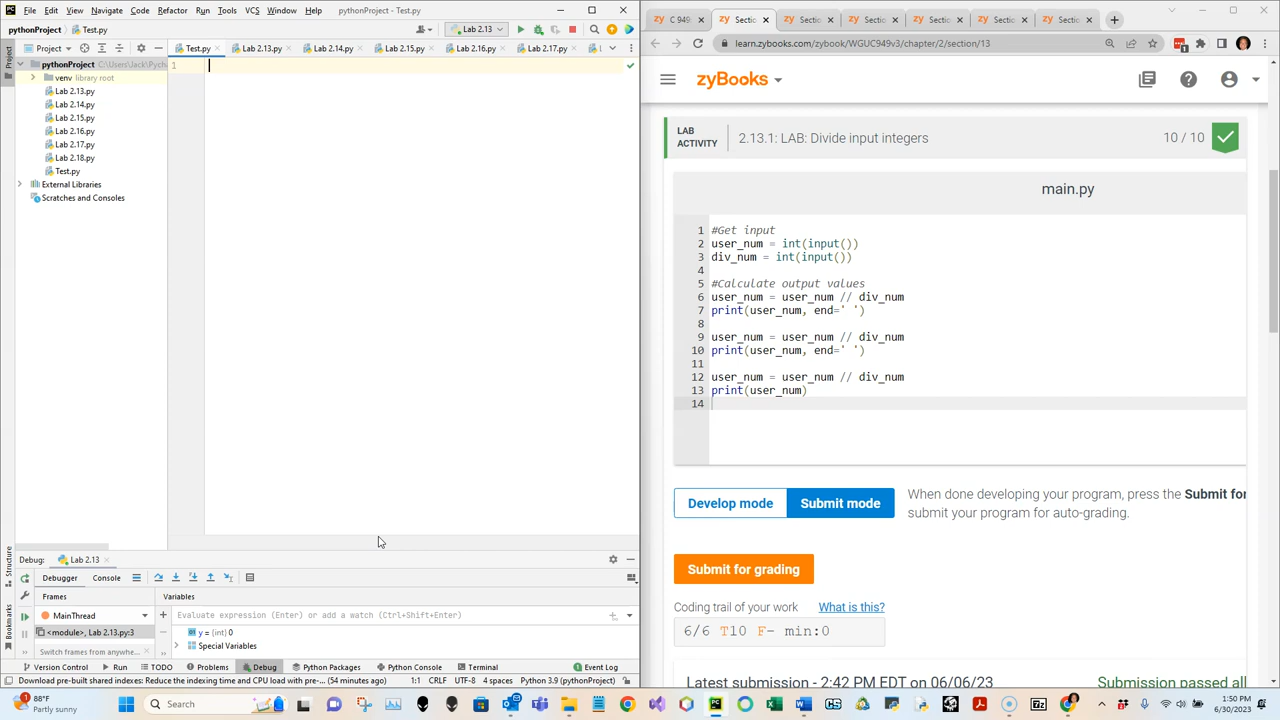 File Edit View Navigate Code Refactor Run Tools VCS Window Help pythonProject - Test.py
pythonProject Test.py Lab 2.13
Project Test.py Lab 2.13.py Lab 2.14.py Lab 2.15.py Lab 2.16.py Lab 2.17.py
pythonProject C:\Users\Jack\Pych
venv library root
Lab 2.13.py
Lab 2.14.py
Lab 2.15.py
Lab 2.16.py
Lab 2.17.py
Lab 2.18.py
Test.py
External Libraries
Scratches and Consoles
1
Project
Structure
Bookmarks
Debug: Lab 2.13
Debugger Console
Frames Variables
MainThread
Evaluate expression (Enter) or add a watch (Ctrl+Shift+Enter)
<module>, Lab 2.13.py:3
y = {int} 0
Special Variables
Switch frames from anywhe...
Version Control Run TODO Problems Debug Python Packages Python Console Terminal Event Log
Download pre-built shared indexes: Reduce the indexing time and CPU load with pre-... (54 minutes ago) 1:1 CRLF UTF-8 4 spaces Python 3.9 (pythonProject)
C 949 Sectio Sectio Sectio Sectio Sectio Sectio
learn.zybooks.com/zybook/WGUC949v3/chapter/2/section/13
zyBooks
LAB
ACTIVITY
2.13.1: LAB: Divide input integers
10 / 10
main.py
1 #Get input
2 user_num = int(input())
3 div_num = int(input())
4
5 #Calculate output values
6 user_num = user_num // div_num
7 print(user_num, end=' ')
8
9 user_num = user_num // div_num
10 print(user_num, end=' ')
11
12 user_num = user_num // div_num
13 print(user_num)
14
Develop mode Submit mode
When done developing your program, press the Submit for
submit your program for auto-grading.
Submit for grading
Coding trail of your work What is this?
6/6 T10 F- min:0
Latest submission - 2:42 PM EDT on 06/06/23 Submission passed all
88°F
Partly sunny
Search
1:50 PM
6/30/2023